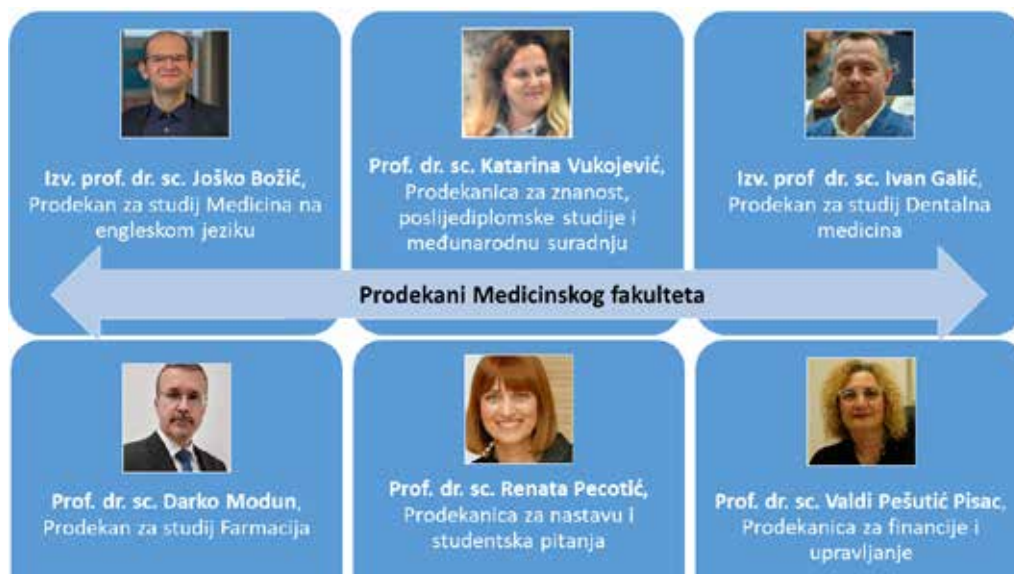 Izv. prof. dr. sc. Joško Božić,
Prodekan za studij Medicina na
engleskom jeziku
Prof. dr. sc. Katarina Vukojević,
Prodekanica za znanost,
poslijediplomske studije i
međunarodnu suradnju
Izv. prof dr. sc. Ivan Galić,
Prodekan za studij Dentalna
medicina
Prodekani Medicinskog fakulteta
Prof. dr. sc. Darko Modun,
Prodekan za studij Farmacija
Prof. dr. sc. Renata Pecotić,
Prodekanica za nastavu i
studentska pitanja
Prof. dr. sc. Valdi Pešutić Pisac,
Prodekanica za financije i
upravljanje